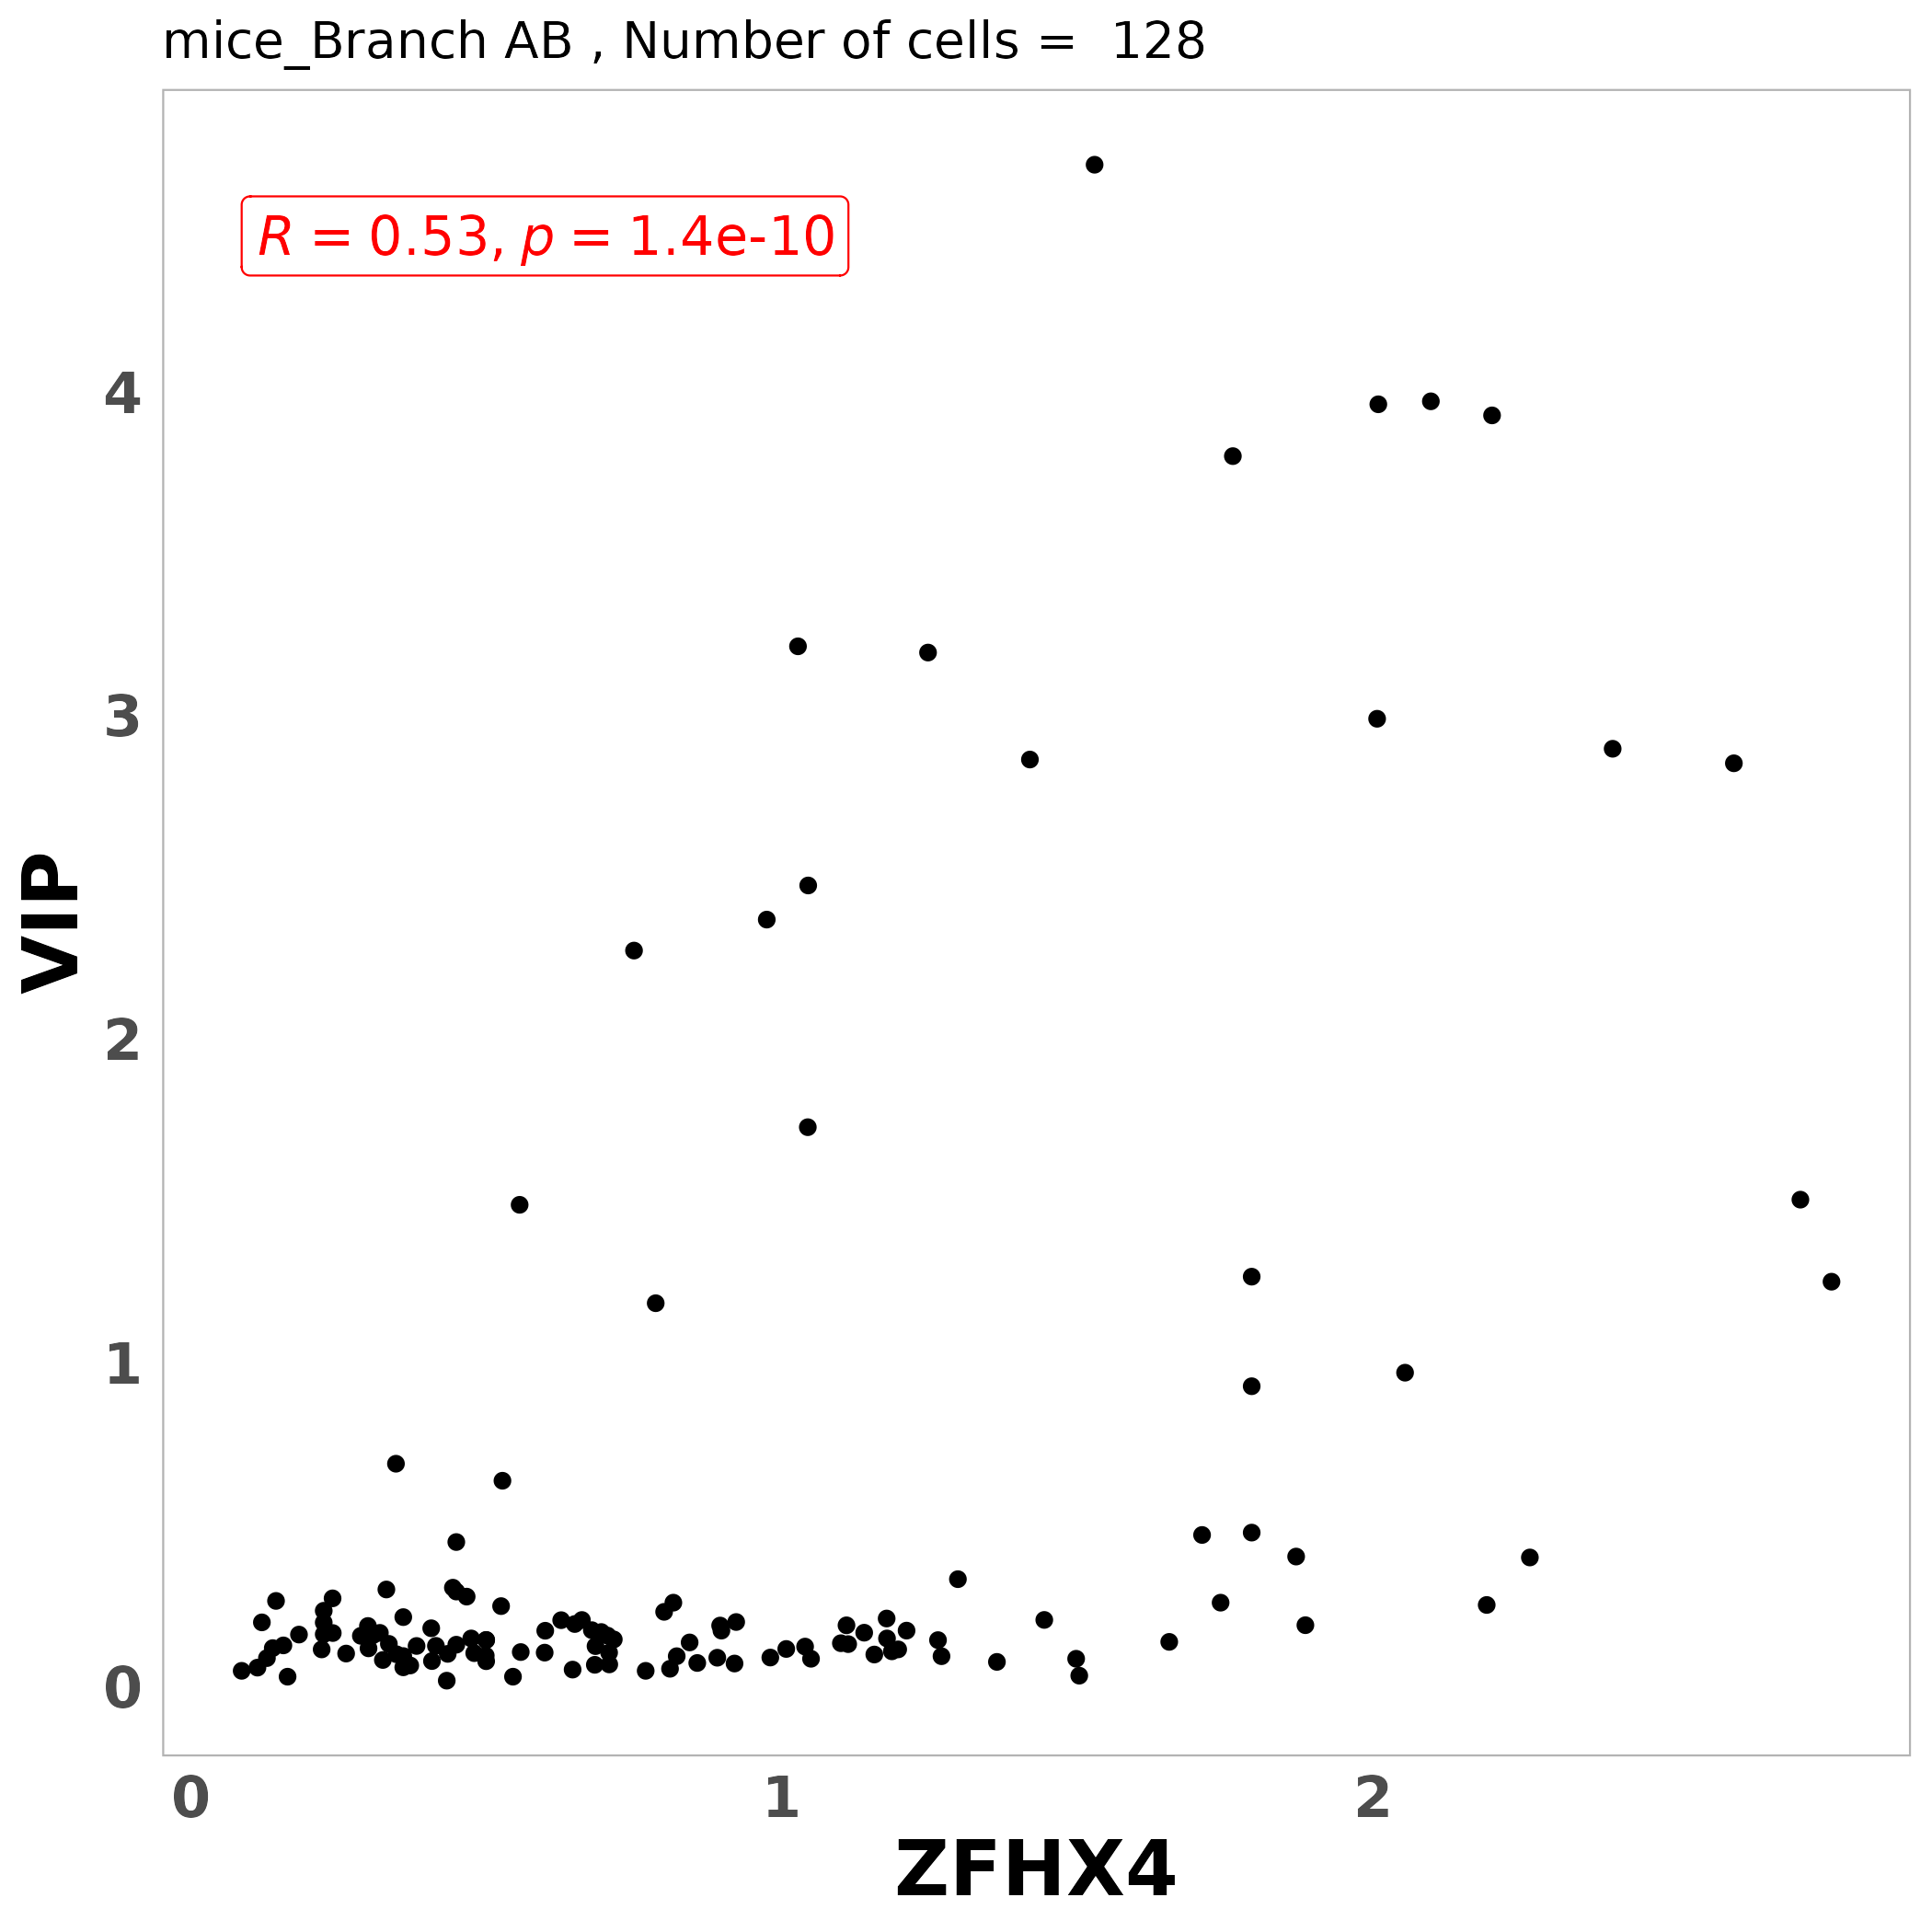 mice_Branch AB , Number of cells =  128
R = 0.53, p = 1.4e-10
4
3
2
1
0
VIP
0 1 2
ZFHX4